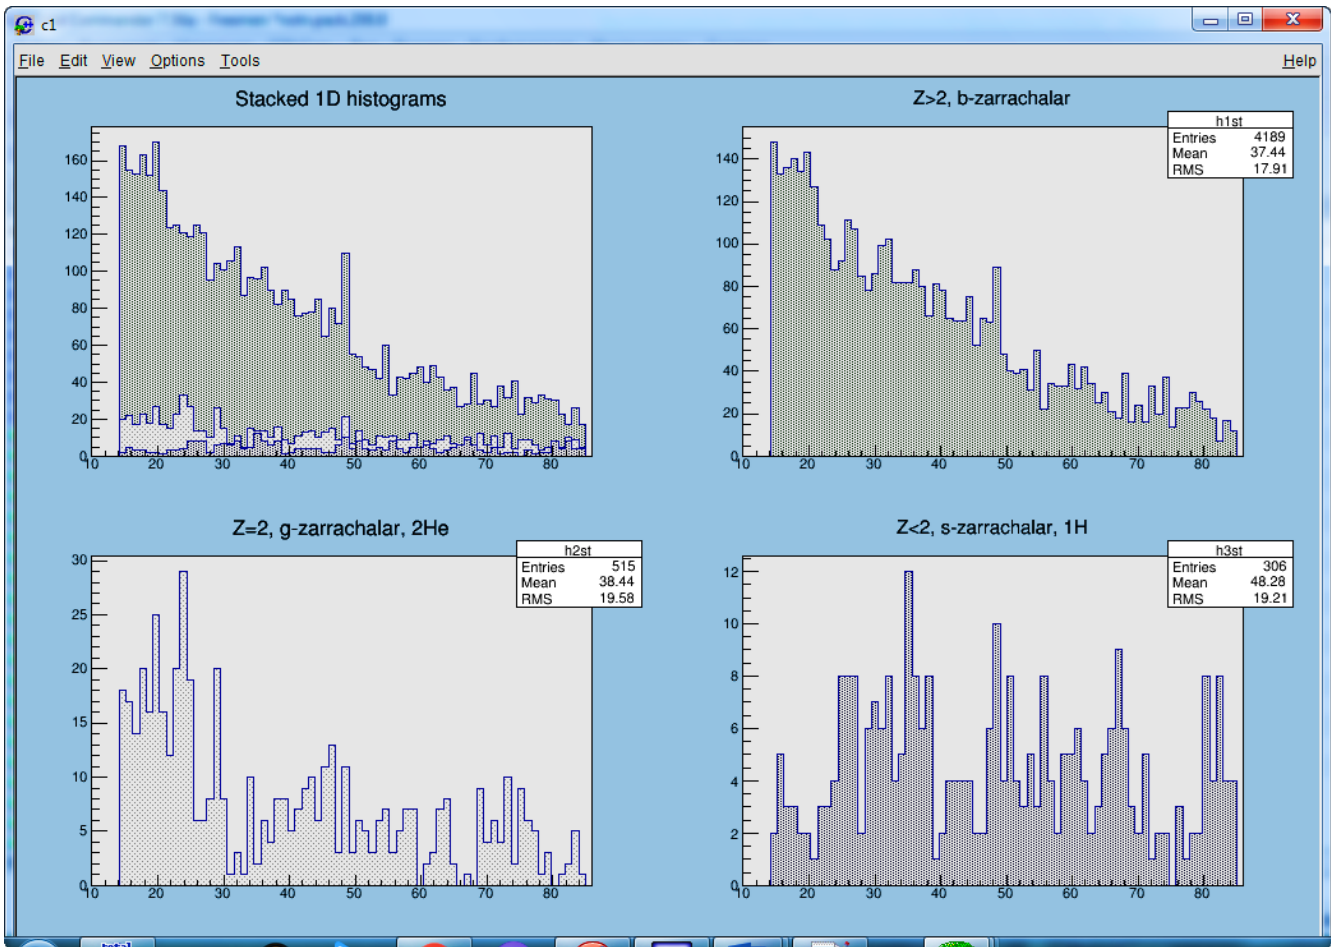 c1
File Edit View Options Tools Help
Stacked 1D histograms
160
140
120
100
80
60
40
20
0
10 20 30 40 50 60 70 80
Z>2, b-zarrachalar
h1st
Entries 4189
Mean 37.44
RMS 17.91
140
120
100
80
60
40
20
0
10 20 30 40 50 60 70 80
Z=2, g-zarrachalar, 2He
h2st
Entries 515
Mean 38.44
RMS 19.58
30
25
20
15
10
5
0
10 20 30 40 50 60 70 80
Z<2, s-zarrachalar, 1H
h3st
Entries 306
Mean 48.28
RMS 19.21
12
10
8
6
4
2
0
10 20 30 40 50 60 70 80
total